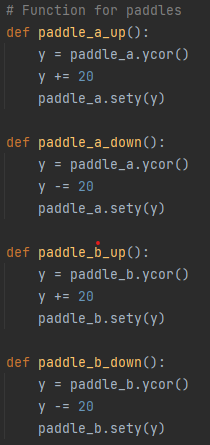 # Function for paddles
def paddle_a_up():
    y = paddle_a.ycor()
    y += 20
    paddle_a.sety(y)
def paddle_a_down():
    y = paddle_a.ycor()
    y -= 20
    paddle_a.sety(y)
def paddle_b_up():
    y = paddle_b.ycor()
    y += 20
    paddle_b.sety(y)
def paddle_b_down():
    y = paddle_b.ycor()
    y -= 20
    paddle_b.sety(y)